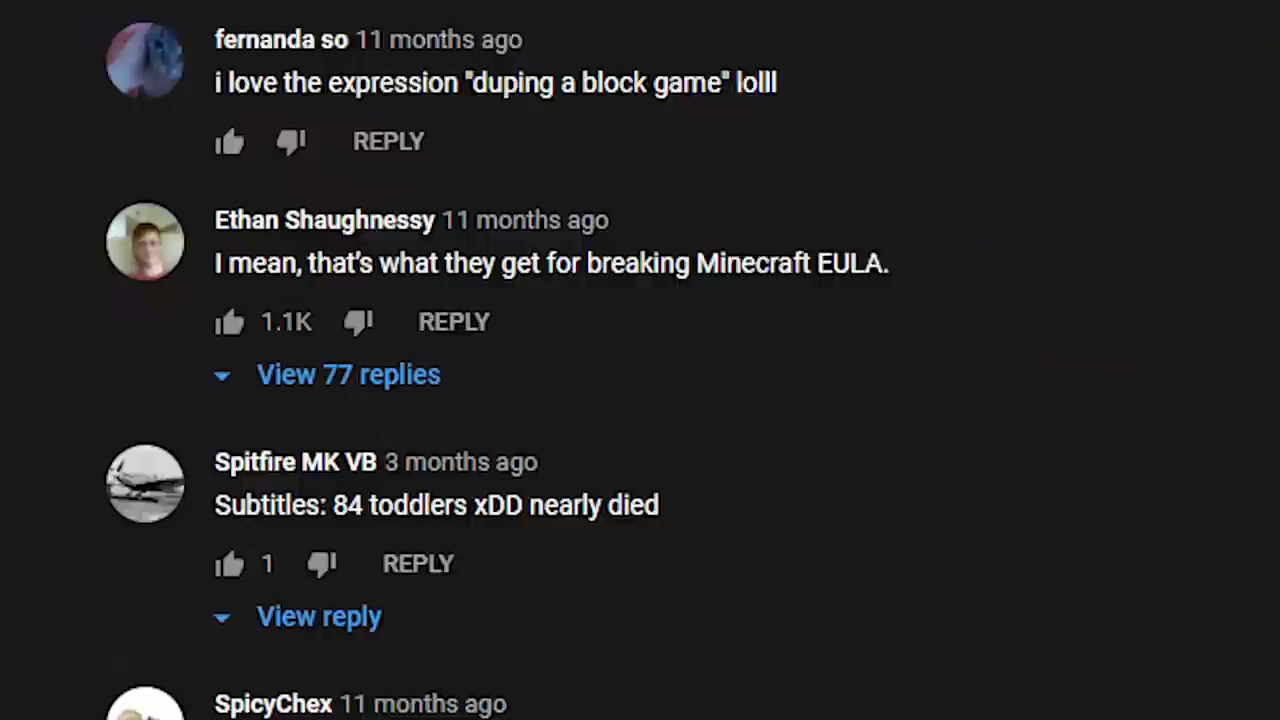 fernanda so 11 months ago
i love the expression "duping a block game" lolll
REPLY
Ethan Shaughnessy 11 months ago
I mean, that's what they get for breaking Minecraft EULA.
1.1K REPLY
View 77 replies
Spitfire MK VB 3 months ago
Subtitles: 84 toddlers xDD nearly died
1 REPLY
View reply
SpicyChex 11 months ago